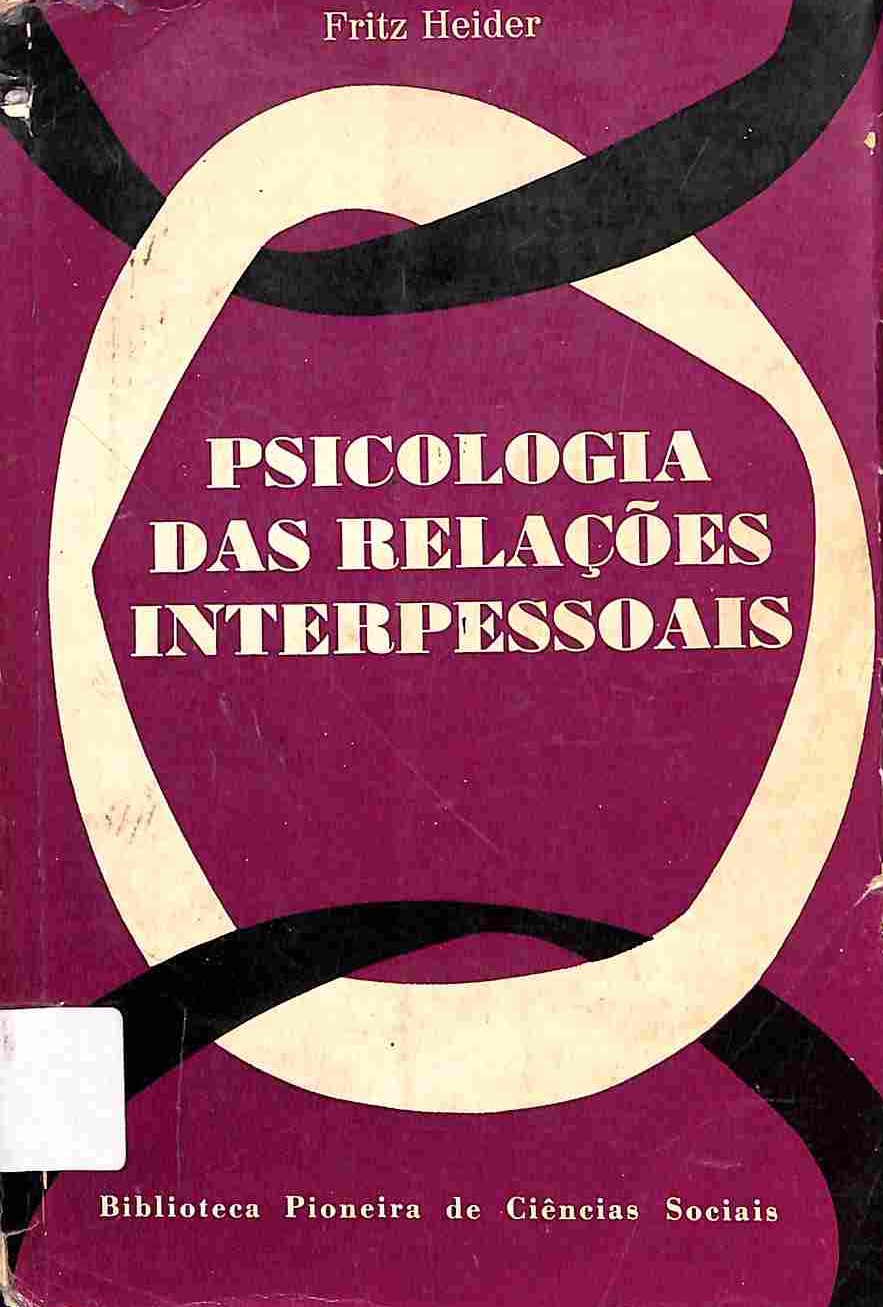 Fritz Heider
PSICOLOGIA
DAS RELAÇÕES
INTERPESSOAIS
Biblioteca Pioneira de Ciências Sociais